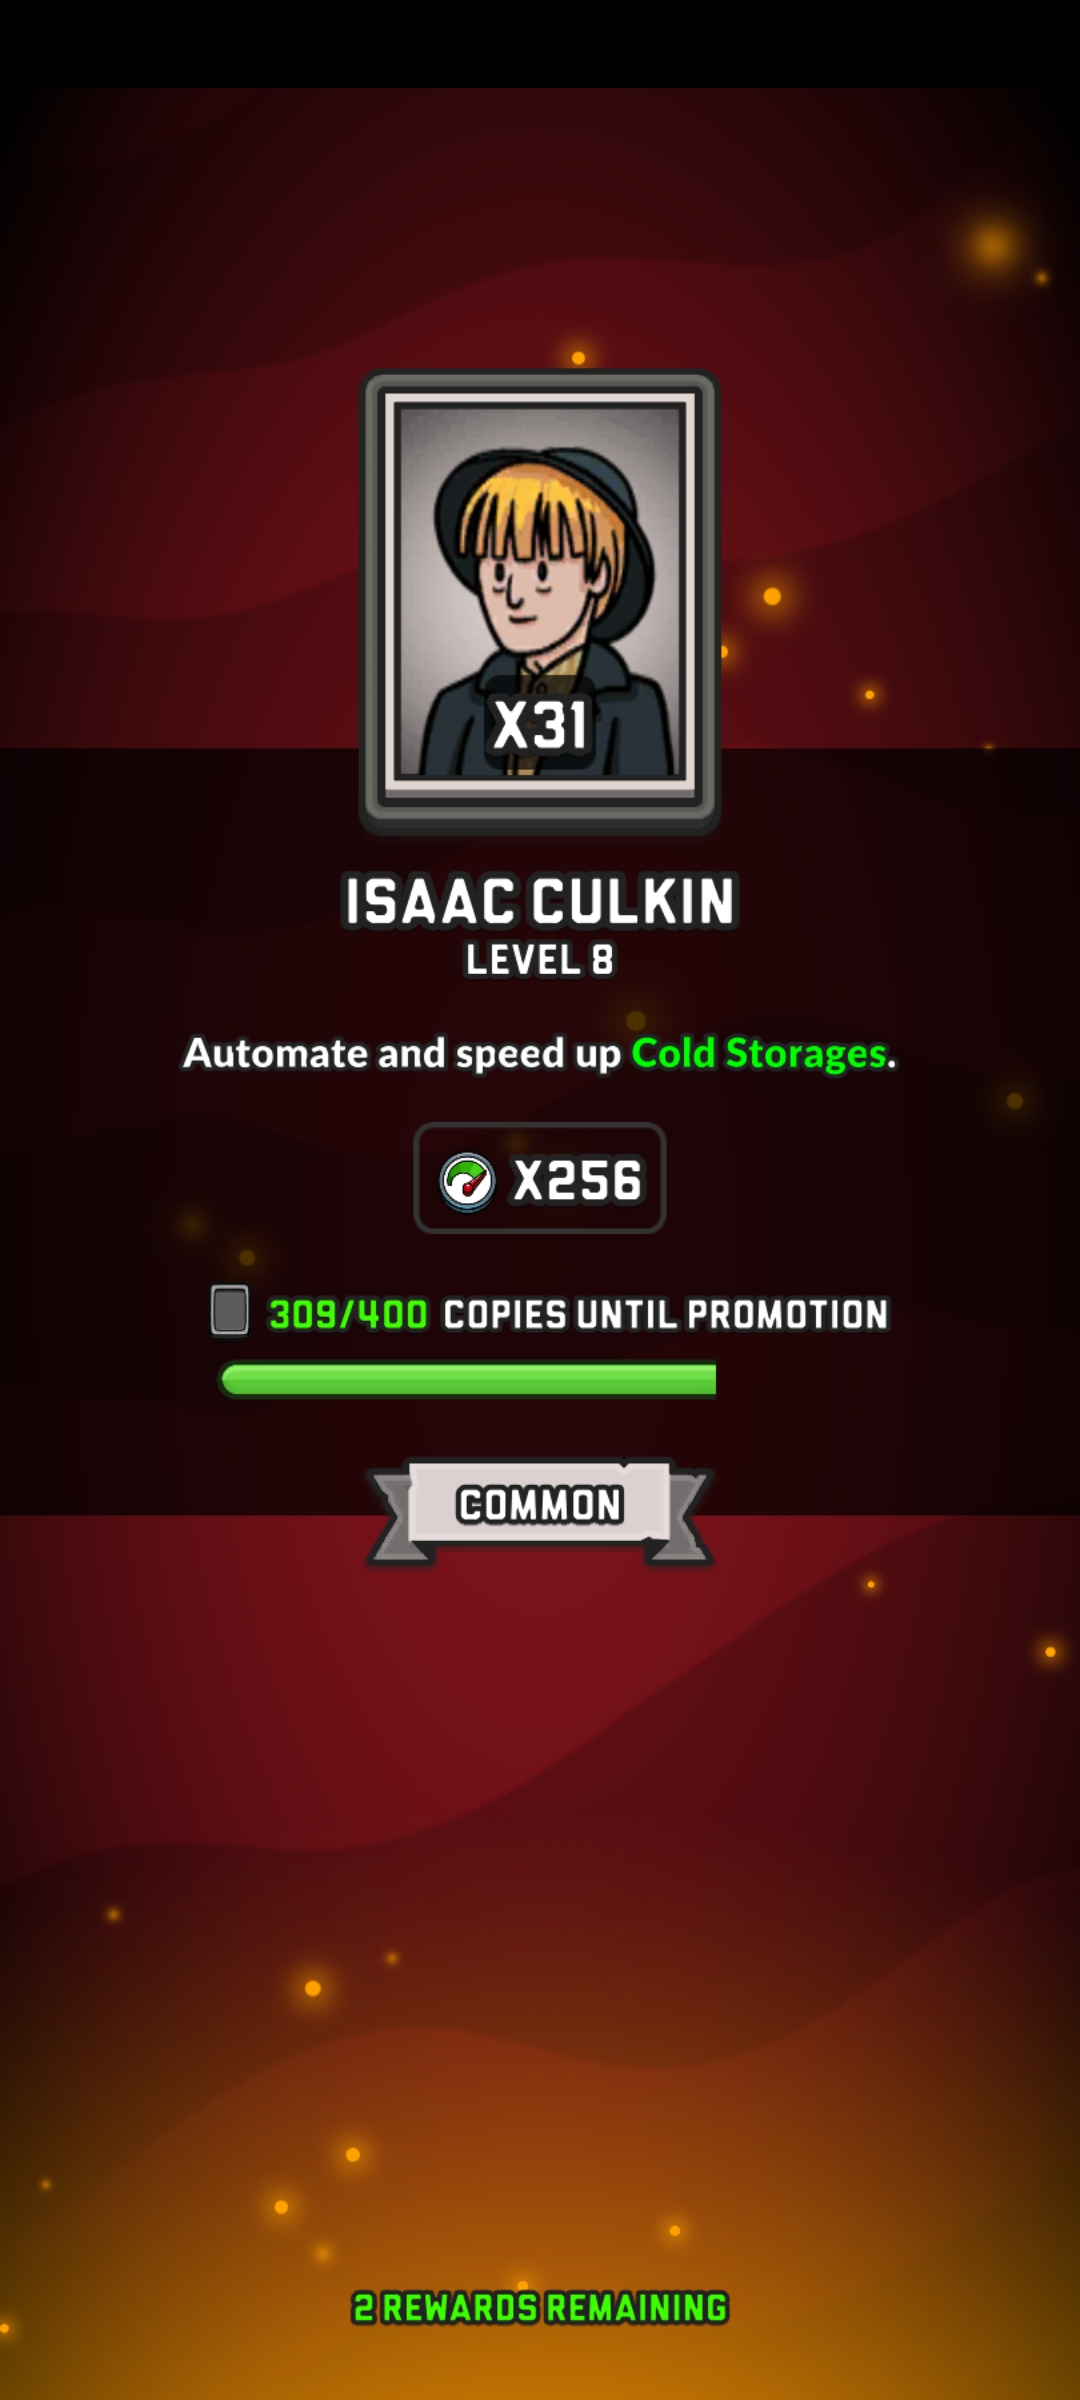 X31
ISAAC CULKIN
LEVEL 8
Automate and speed up Cold Storages.
X256
309/400 COPIES UNTIL PROMOTION
COMMON
2 REWARDS REMAINING